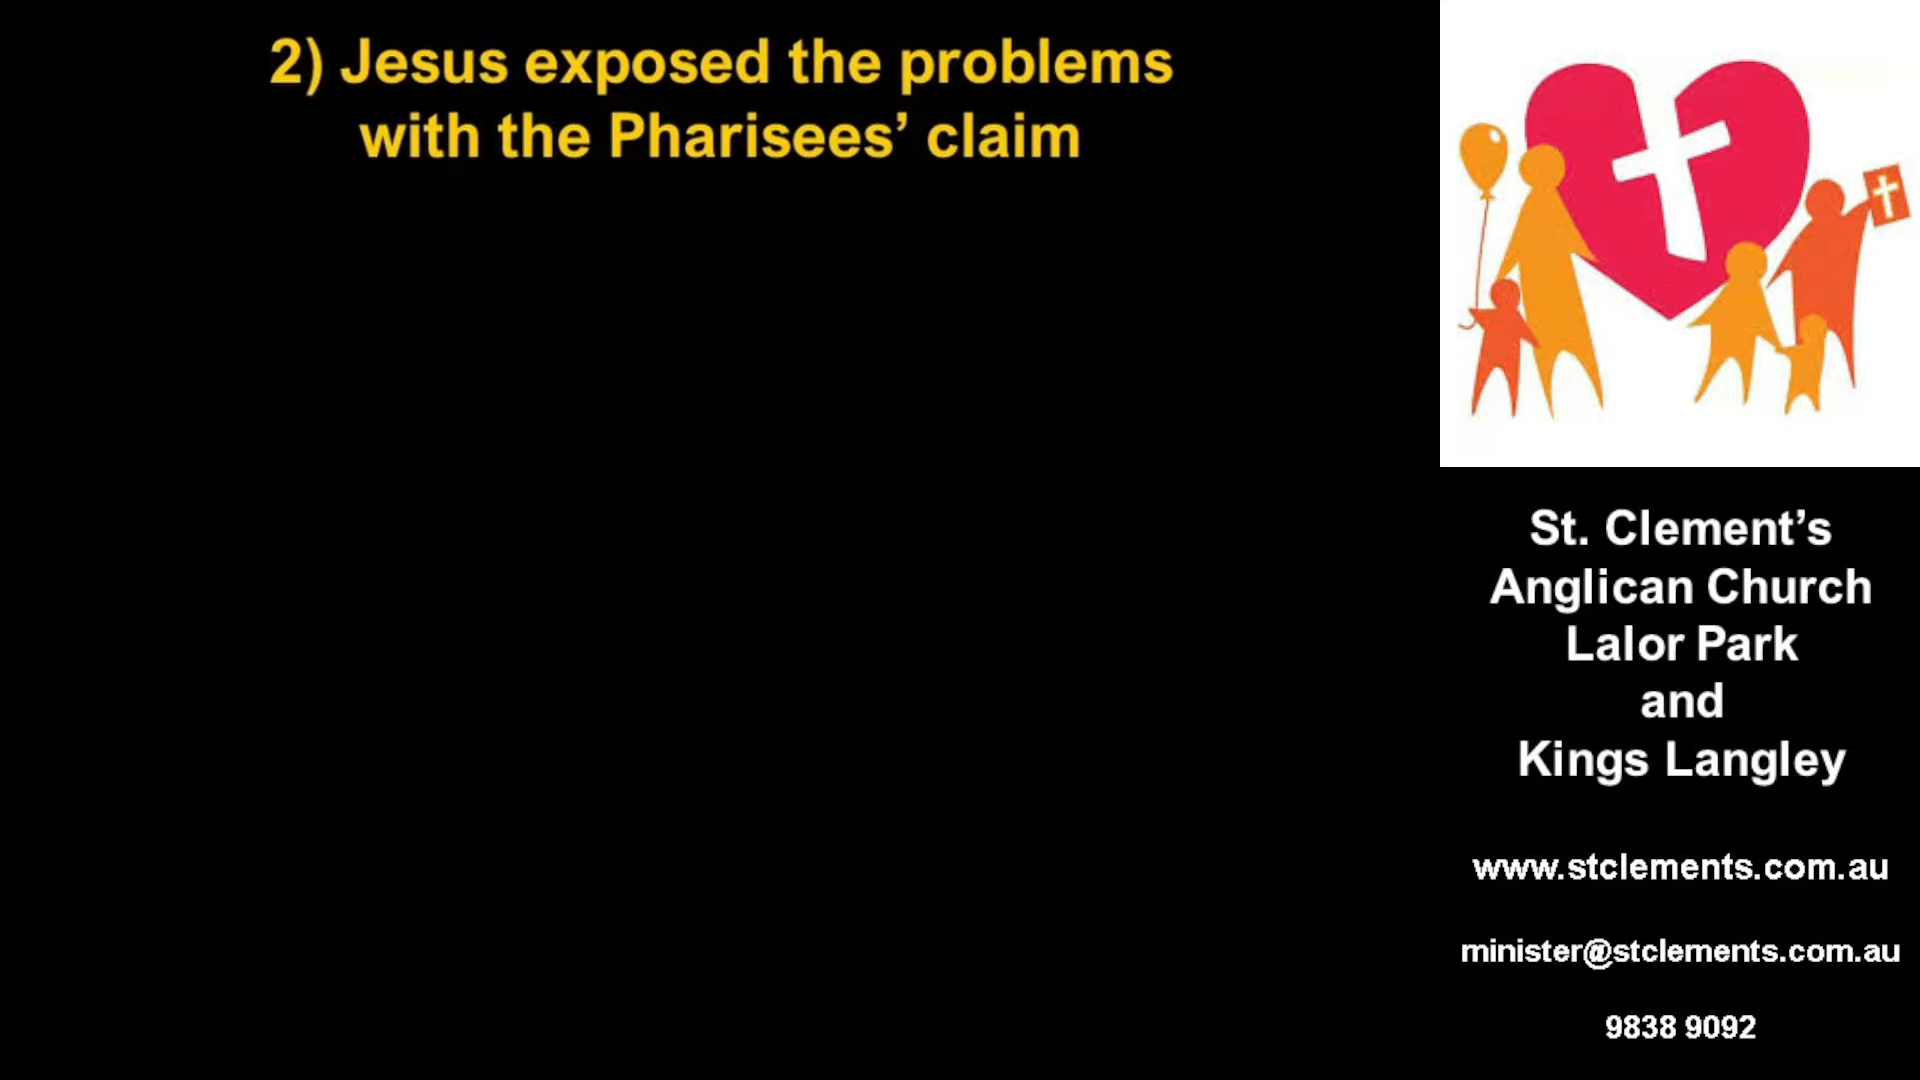 2) Jesus exposed the problems
with the Pharisees’ claim
St. Clement’s
Anglican Church
Lalor Park
and
Kings Langley
www.stclements.com.au
minister@stclements.com.au
9838 9092